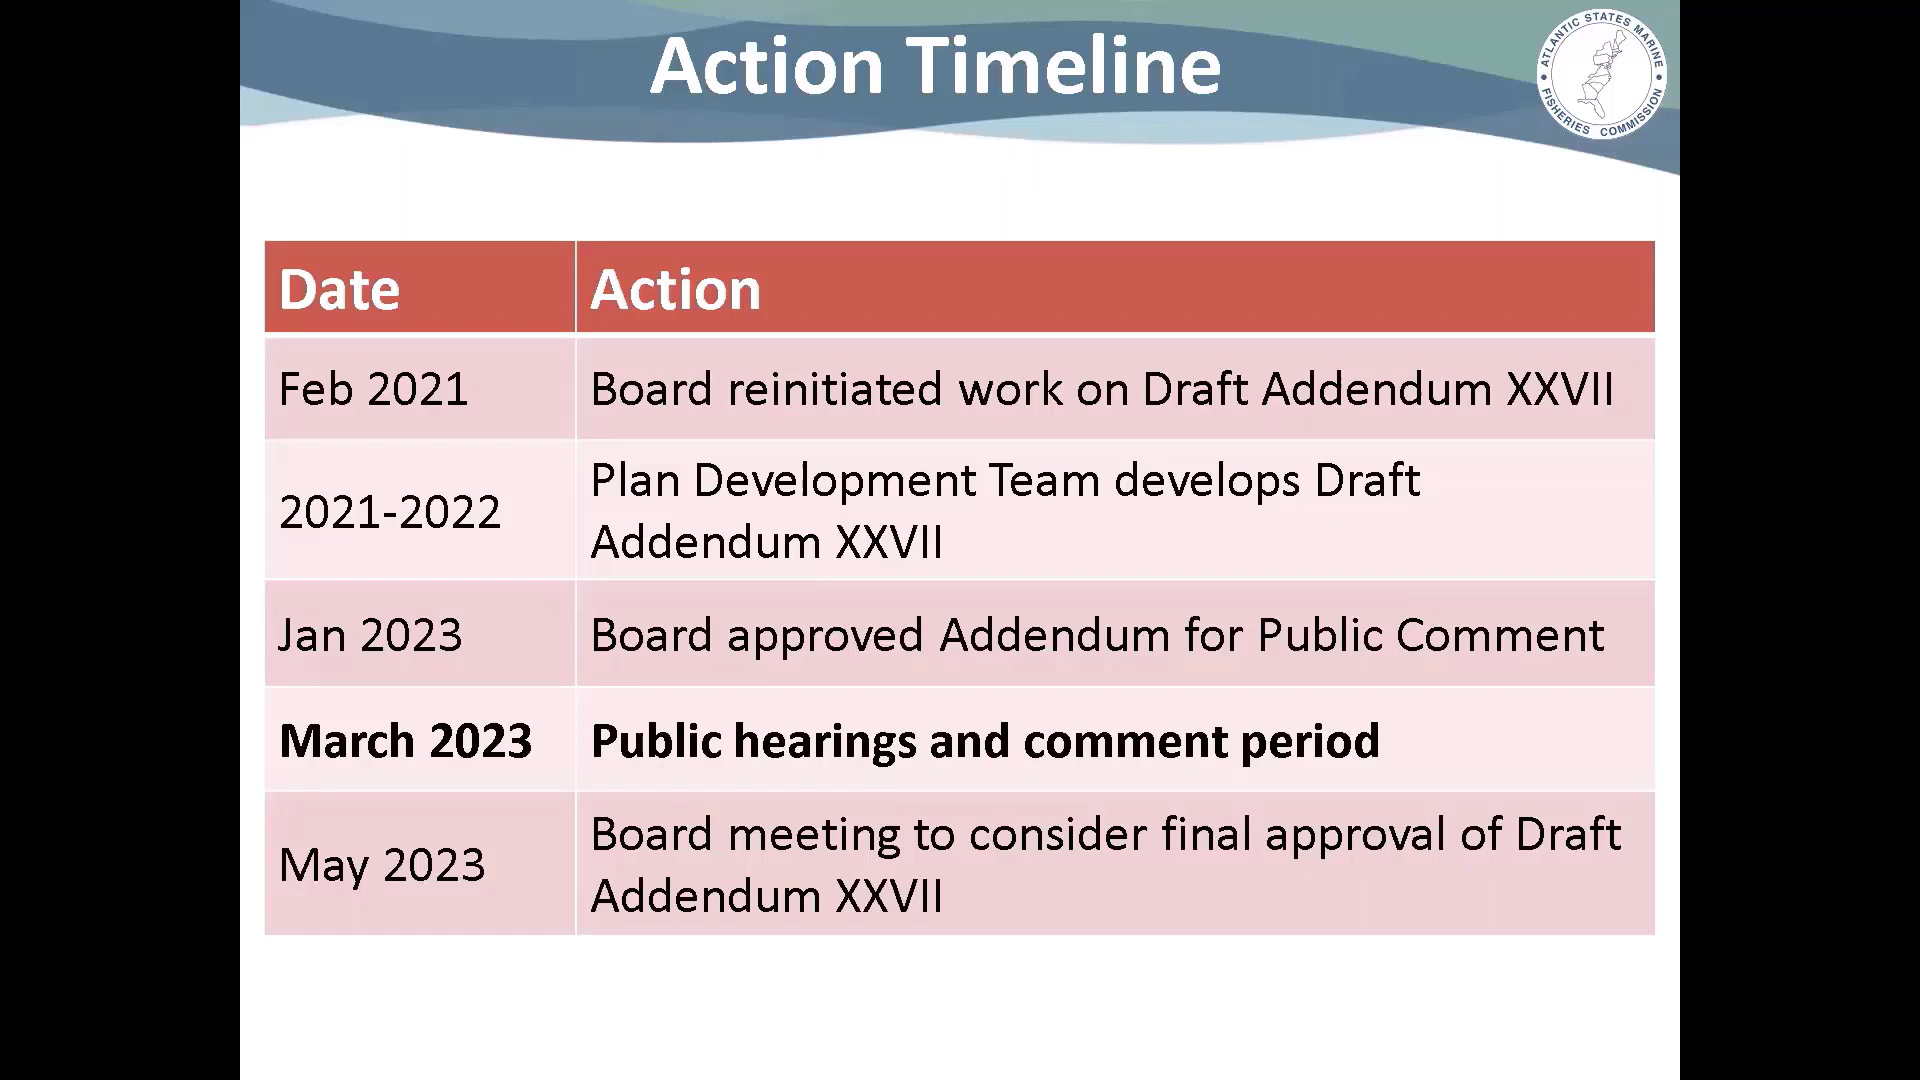 Action Timeline
ATLANTIC STATES MARINE
FISHERIES COMMISSION
Date
Action
Feb 2021
Board reinitiated work on Draft Addendum XXVII
2021-2022
Plan Development Team develops Draft
Addendum XXVII
Jan 2023
Board approved Addendum for Public Comment
March 2023
Public hearings and comment period
May 2023
Board meeting to consider final approval of Draft
Addendum XXVII